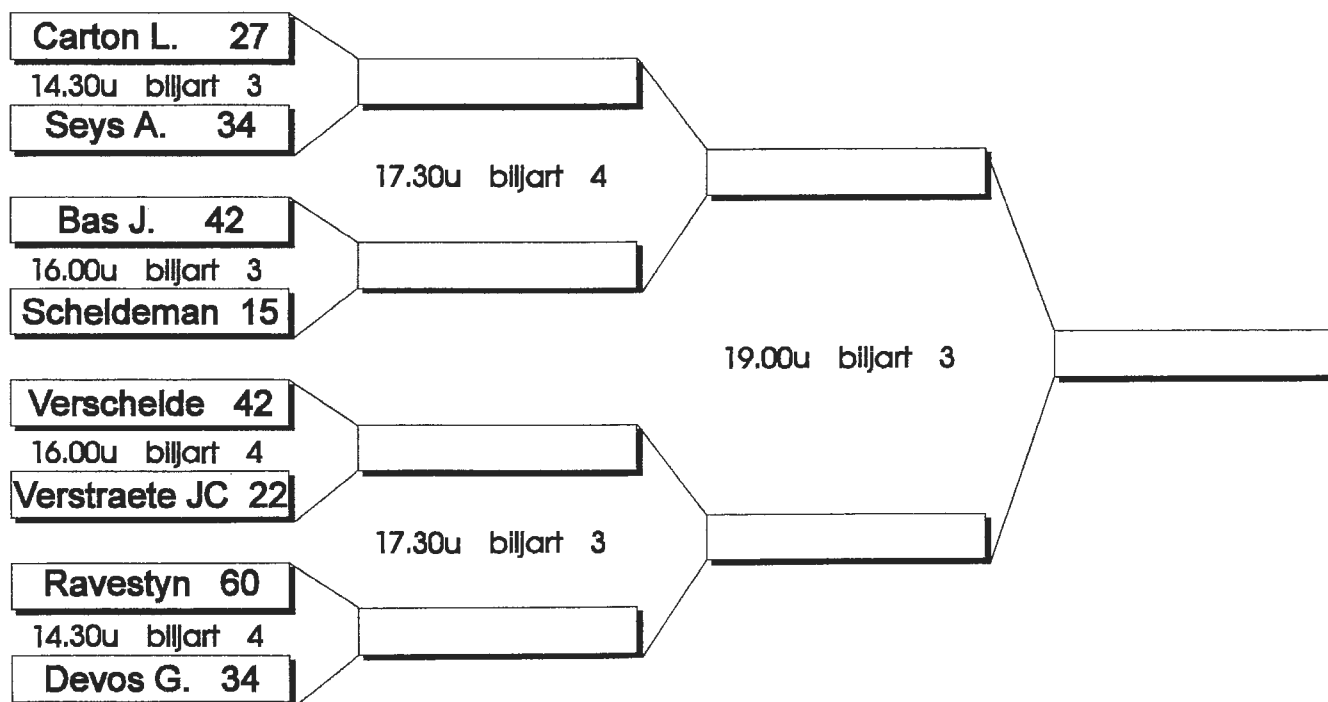 Carton L. 27
14.30u biljart 3
Seys A. 34
17.30u biljart 4
Bas J. 42
16.00u biljart 3
Scheldeman 15
19.00u biljart 3
Verschelde 42
16.00u biljart 4
Verstraete JC 22
17.30u biljart 3
Ravestyn 60
14.30u biljart 4
Devos G. 34